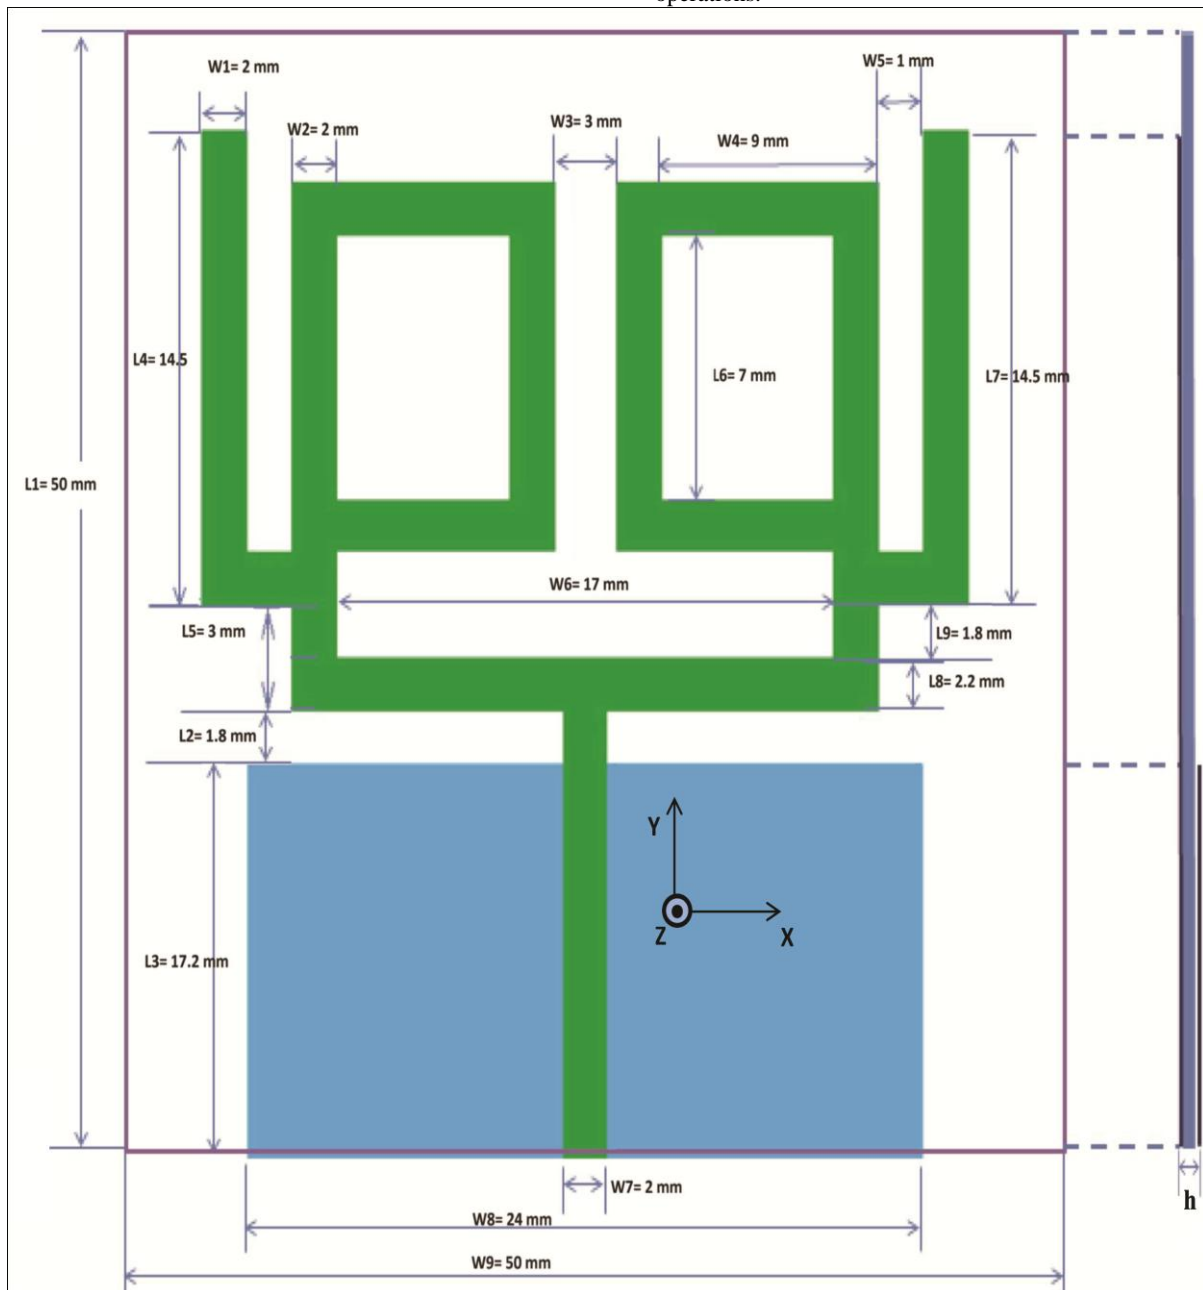 operations.
W1= 2 mm
W5= 1 mm
W2= 2 mm
W3= 3 mm
W4= 9 mm
L4= 14.5
L6= 7 mm
L7= 14.5 mm
L1= 50 mm
W6= 17 mm
L5= 3 mm
L9= 1.8 mm
L8= 2.2 mm
L2= 1.8 mm
Y
Z
X
L3= 17.2 mm
W7= 2 mm
h
W8= 24 mm
W9= 50 mm